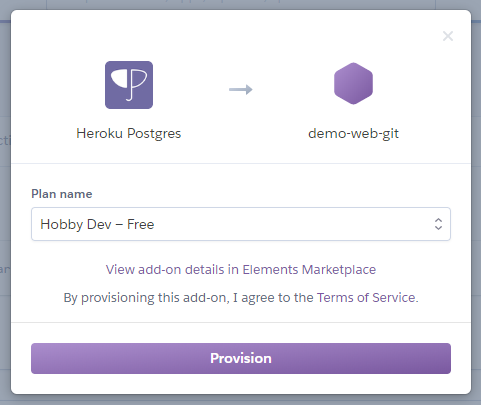 Heroku Postgres
demo-web-git
Plan name
Hobby Dev – Free
View add-on details in Elements Marketplace
By provisioning this add-on, I agree to the Terms of Service.
Provision